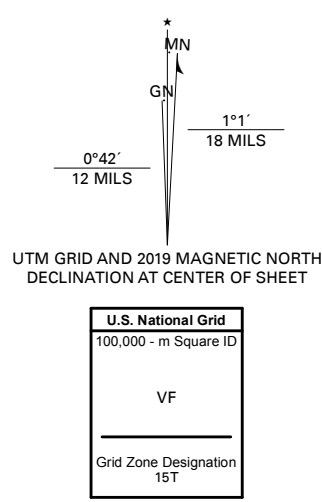 ★
MN
GN
1°1´
18 MILS
0°42´
12 MILS
UTM GRID AND 2019 MAGNETIC NORTH
DECLINATION AT CENTER OF SHEET
U.S. National Grid
100,000 - m Square ID
VF
Grid Zone Designation
15T